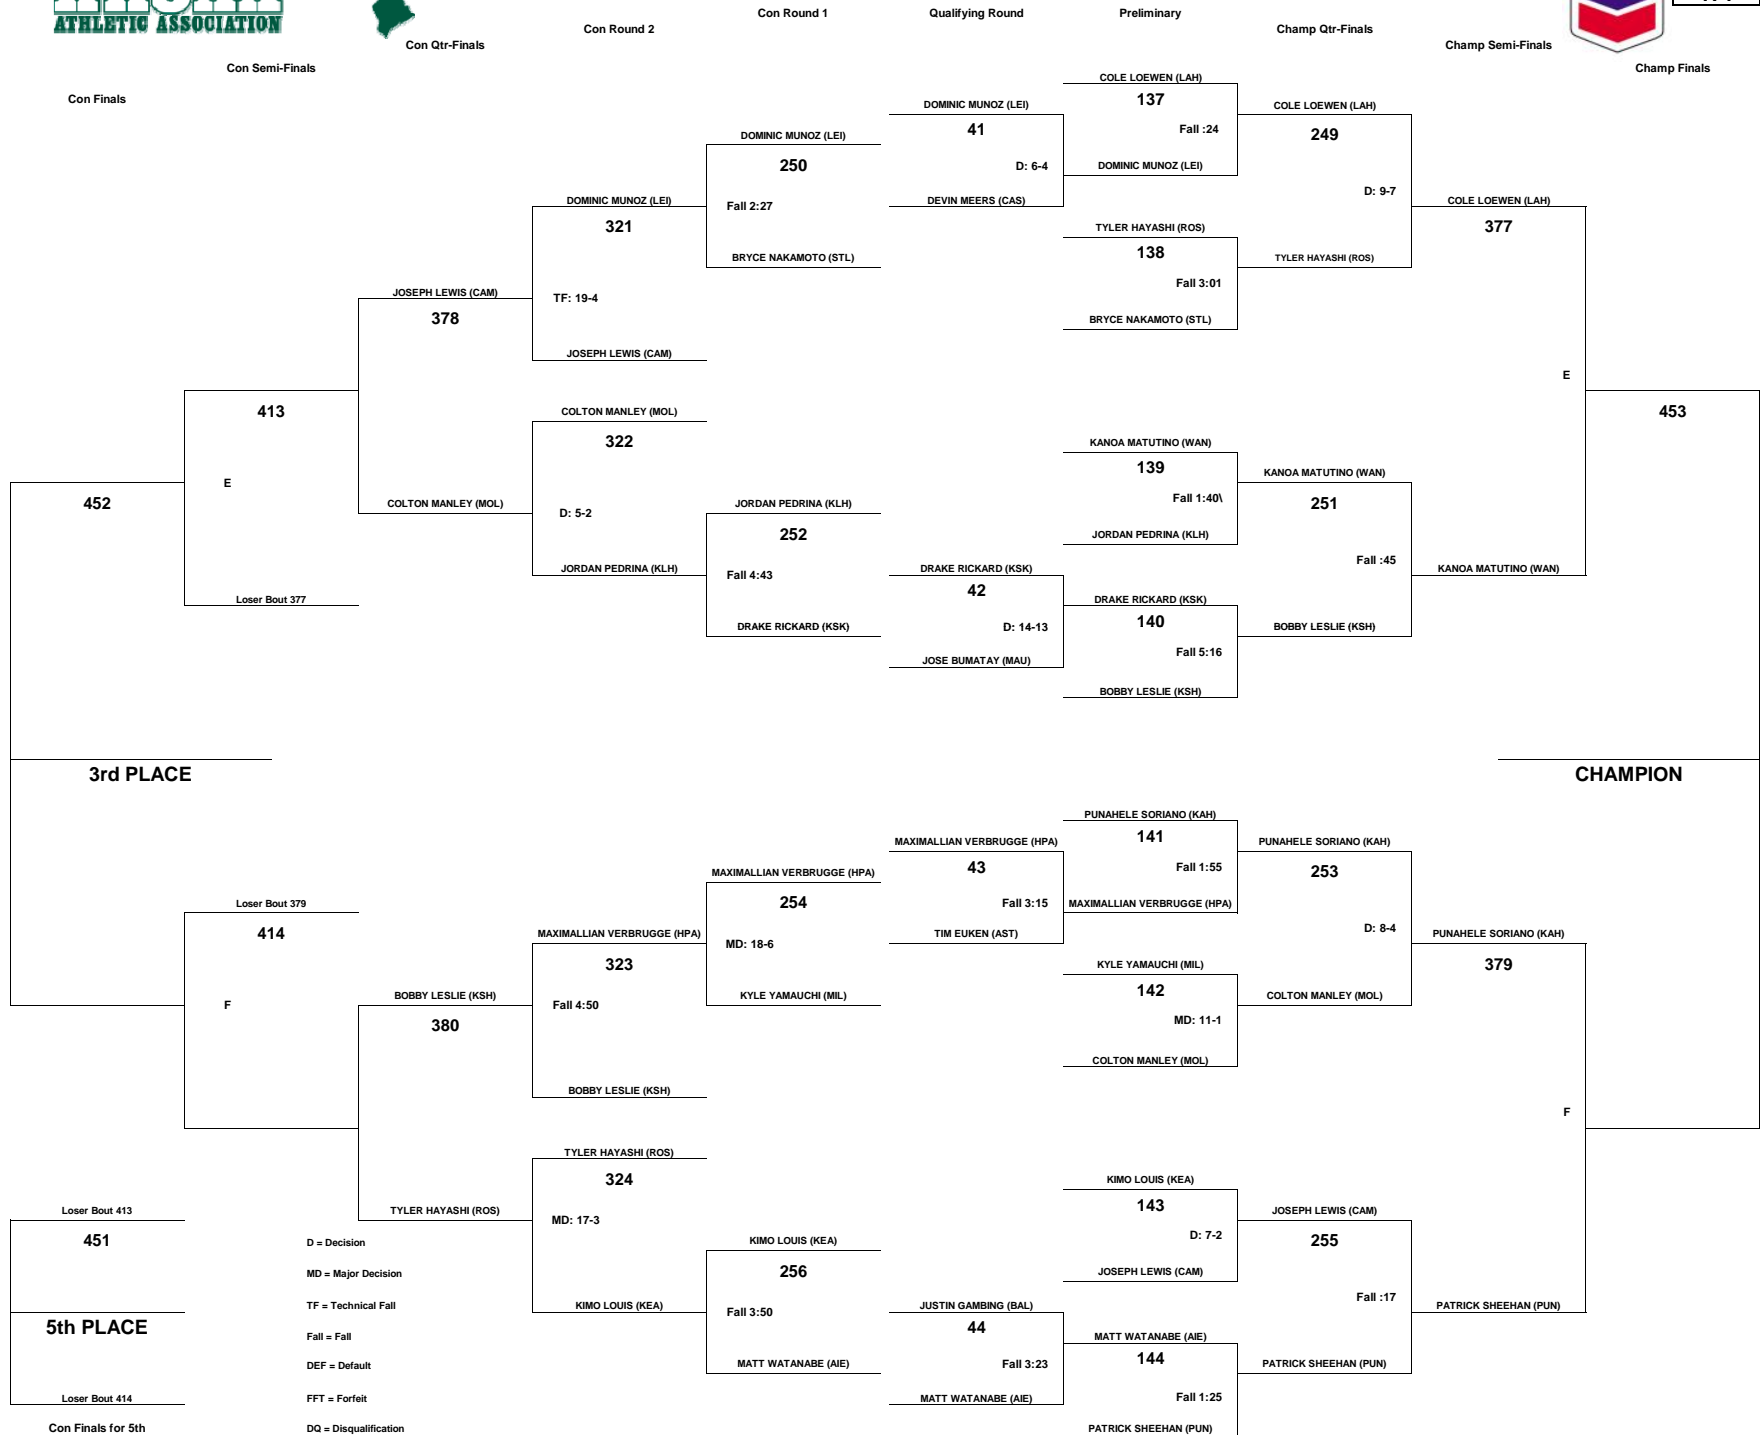 ATHLETIC ASSOCIATION
Con Round 1
Qualifying Round
Preliminary
Con Round 2
Champ Qtr-Finals
Con Qtr-Finals
Champ Semi-Finals
Con Semi-Finals
Champ Finals
Con Finals
COLE LOEWEN (LAH)
137
Fall :24
DOMINIC MUNOZ (LEI)
TYLER HAYASHI (ROS)
138
Fall 3:01
BRYCE NAKAMOTO (STL)
DOMINIC MUNOZ (LEI)
41
D: 6-4
DEVIN MEERS (CAS)
COLE LOEWEN (LAH)
249
D: 9-7
TYLER HAYASHI (ROS)
COLE LOEWEN (LAH)
377
E
KANOA MATUTINO (WAN)
453
DOMINIC MUNOZ (LEI)
250
Fall 2:27
BRYCE NAKAMOTO (STL)
DOMINIC MUNOZ (LEI)
321
TF: 19-4
JOSEPH LEWIS (CAM)
JOSEPH LEWIS (CAM)
378
COLTON MANLEY (MOL)
413
E
Loser Bout 377
452
COLTON MANLEY (MOL)
322
D: 5-2
JORDAN PEDRINA (KLH)
JORDAN PEDRINA (KLH)
252
Fall 4:43
DRAKE RICKARD (KSK)
DRAKE RICKARD (KSK)
42
D: 14-13
JOSE BUMATAY (MAU)
KANOA MATUTINO (WAN)
139
Fall 1:40\
JORDAN PEDRINA (KLH)
DRAKE RICKARD (KSK)
140
Fall 5:16
BOBBY LESLIE (KSH)
KANOA MATUTINO (WAN)
251
Fall :45
BOBBY LESLIE (KSH)
3rd PLACE
CHAMPION
PUNAHELE SORIANO (KAH)
141
Fall 1:55
MAXIMALLIAN VERBRUGGE (HPA)
KYLE YAMAUCHI (MIL)
142
MD: 11-1
COLTON MANLEY (MOL)
MAXIMALLIAN VERBRUGGE (HPA)
43
Fall 3:15
TIM EUKEN (AST)
PUNAHELE SORIANO (KAH)
253
D: 8-4
COLTON MANLEY (MOL)
PUNAHELE SORIANO (KAH)
379
F
PATRICK SHEEHAN (PUN)
MAXIMALLIAN VERBRUGGE (HPA)
254
MD: 18-6
KYLE YAMAUCHI (MIL)
Loser Bout 379
414
F
MAXIMALLIAN VERBRUGGE (HPA)
323
Fall 4:50
BOBBY LESLIE (KSH)
BOBBY LESLIE (KSH)
380
TYLER HAYASHI (ROS)
TYLER HAYASHI (ROS)
324
MD: 17-3
KIMO LOUIS (KEA)
KIMO LOUIS (KEA)
256
Fall 3:50
MATT WATANABE (AIE)
JUSTIN GAMBING (BAL)
44
Fall 3:23
MATT WATANABE (AIE)
KIMO LOUIS (KEA)
143
D: 7-2
JOSEPH LEWIS (CAM)
MATT WATANABE (AIE)
144
Fall 1:25
PATRICK SHEEHAN (PUN)
JOSEPH LEWIS (CAM)
255
Fall :17
PATRICK SHEEHAN (PUN)
Loser Bout 413
451
5th PLACE
Loser Bout 414
Con Finals for 5th
D = Decision
MD = Major Decision
TF = Technical Fall
Fall = Fall
DEF = Default
FFT = Forfeit
DQ = Disqualification